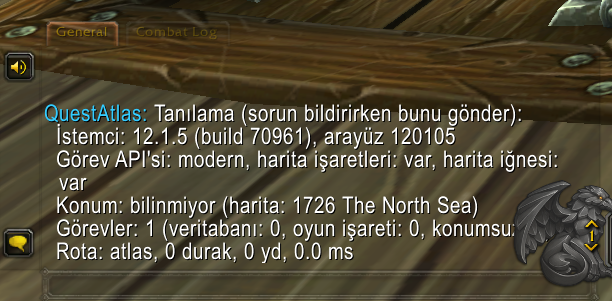 General Combat Log
QuestAtlas: Tanılama (sorun bildirirken bunu gönder):
İstemci: 12.1.5 (build 70961), arayüz 120105
Görev API'si: modern, harita işaretleri: var, harita iğnesi:
var
Konum: bilinmiyor (harita: 1726 The North Sea)
Görevler: 1 (veritabanı: 0, oyun işareti: 0, konumsu
Rota: atlas, 0 durak, 0 yd, 0.0 ms
1